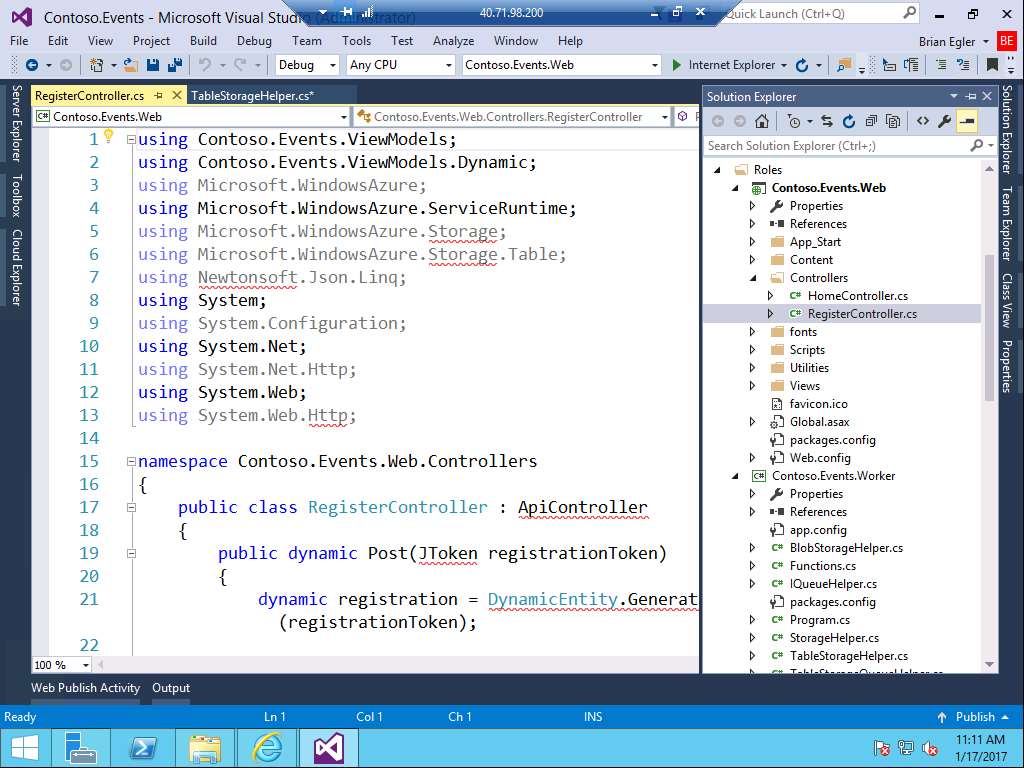 Contoso.Events - Microsoft Visual Studio (Administrator)
40.71.98.200
Quick Launch (Ctrl+Q)
File Edit View Project Build Debug Team Tools Test Analyze Window Help
Brian Egler BE
Debug Any CPU Contoso.Events.Web Internet Explorer
Server Explorer
Toolbox
Cloud Explorer
RegisterController.cs TableStorageHelper.cs*
Contoso.Events.Web Contoso.Events.Web.Controllers.RegisterController
1 using Contoso.Events.ViewModels;
2 using Contoso.Events.ViewModels.Dynamic;
3 using Microsoft.WindowsAzure;
4 using Microsoft.WindowsAzure.ServiceRuntime;
5 using Microsoft.WindowsAzure.Storage;
6 using Microsoft.WindowsAzure.Storage.Table;
7 using Newtonsoft.Json.Linq;
8 using System;
9 using System.Configuration;
10 using System.Net;
11 using System.Net.Http;
12 using System.Web;
13 using System.Web.Http;
14
15 namespace Contoso.Events.Web.Controllers
16 {
17 public class RegisterController : ApiController
18 {
19 public dynamic Post(JToken registrationToken)
20 {
21 dynamic registration = DynamicEntity.Generat
(registrationToken);
22
100 %
Solution Explorer
Search Solution Explorer (Ctrl+;)
Roles
Contoso.Events.Web
Properties
References
App_Start
Content
Controllers
C# HomeController.cs
C# RegisterController.cs
fonts
Scripts
Utilities
Views
favicon.ico
Global.asax
packages.config
Web.config
C# Contoso.Events.Worker
Properties
References
app.config
C# BlobStorageHelper.cs
C# Functions.cs
C# IQueueHelper.cs
packages.config
C# Program.cs
C# StorageHelper.cs
C# TableStorageHelper.cs
TableStorageQueueHelper.cs
Solution Explorer
Team Explorer
Class View
Properties
Web Publish Activity Output
Ready Ln 1 Col 1 Ch 1 INS Publish
11:11 AM
1/17/2017